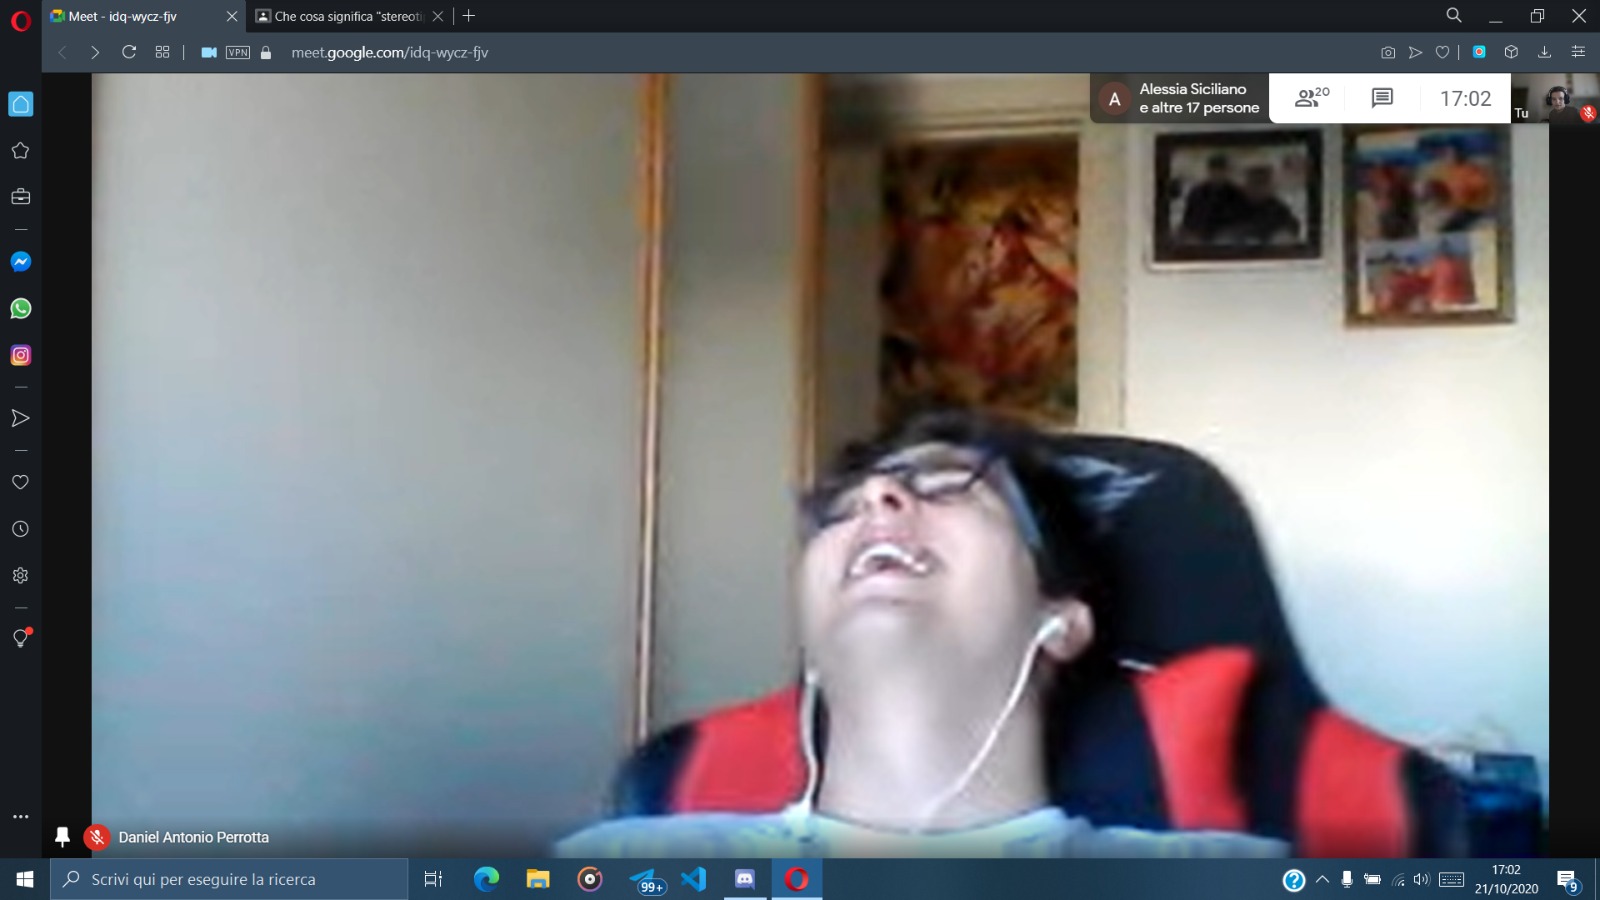 Meet - idq-wycz-fjv
Che cosa significa "stereoti
VPN
meet.google.com/idq-wycz-fjv
A
Alessia Siciliano
e altre 17 persone
20
17:02
Tu
Daniel Antonio Perrotta
Scrivi qui per eseguire la ricerca
99+
17:02
21/10/2020
9